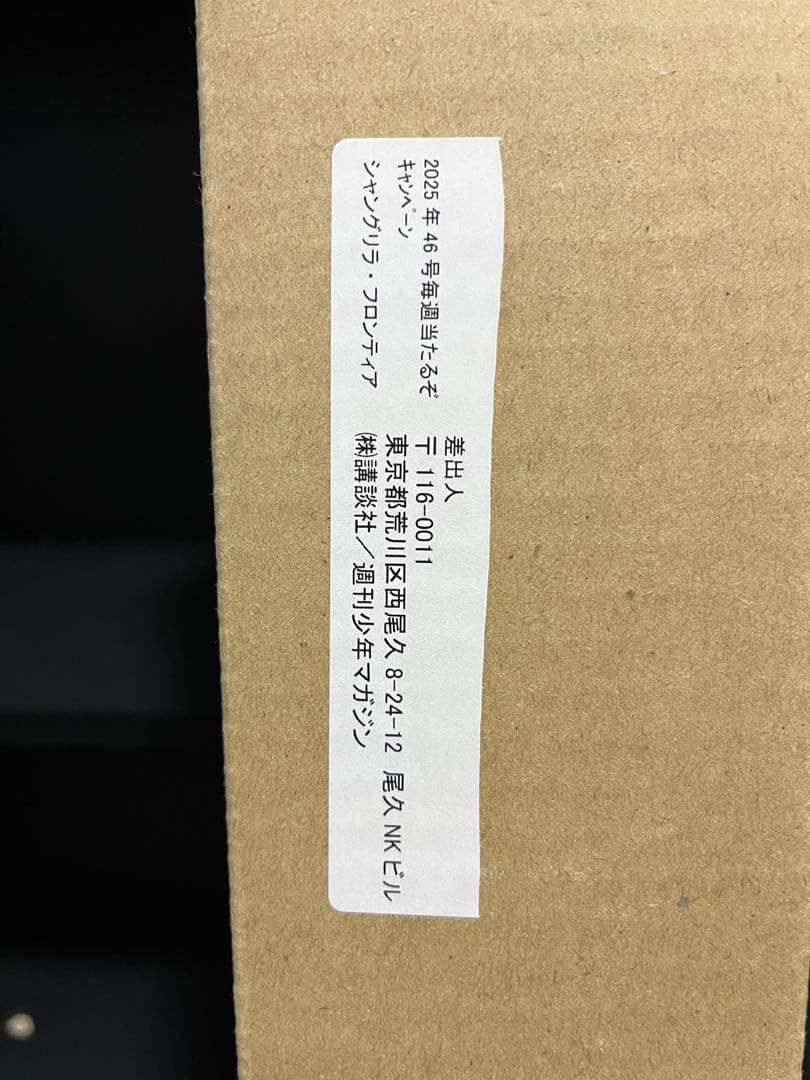 2025年46号毎週当たるぞ
ｷｬﾝﾍﾟｰﾝ
シャングリラ・フロンティア
差出人
〒116-0011
東京都荒川区西尾久8-24-12 尾久NKビル
㈱講談社／週刊少年マガジン